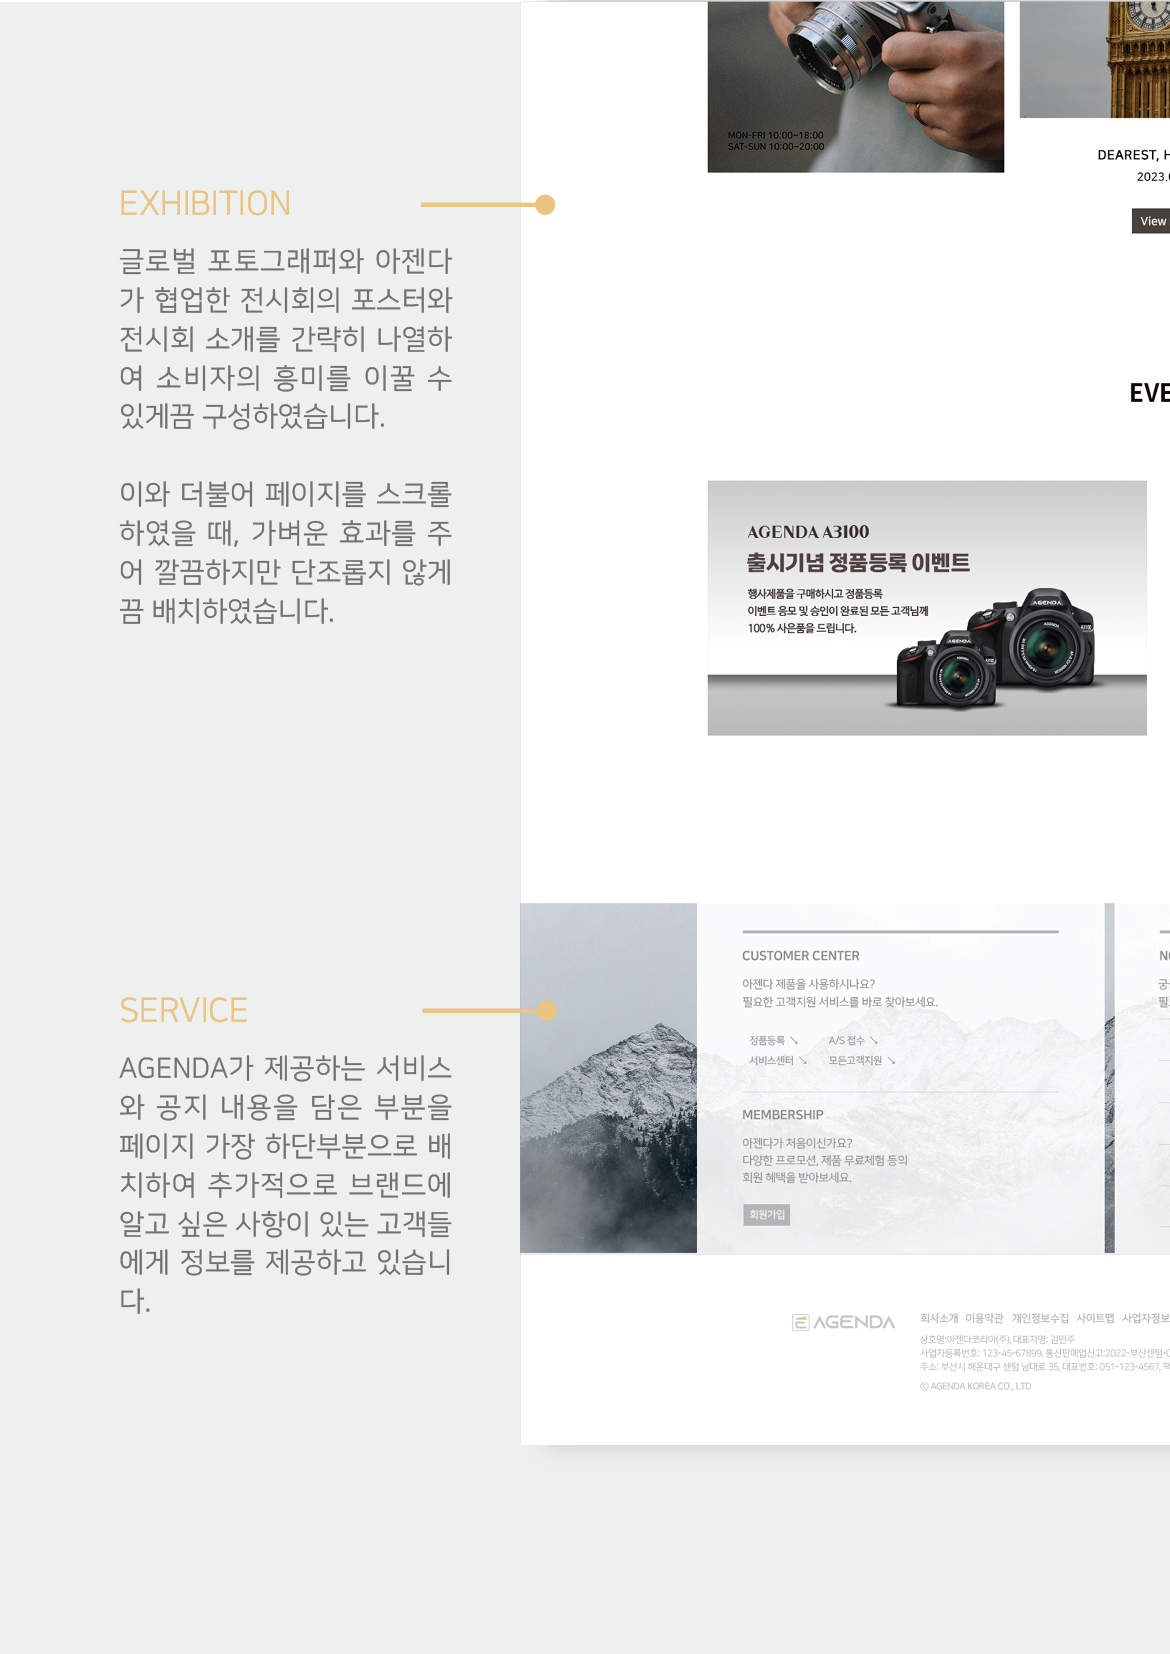 EXHIBITION
글로벌 포토그래퍼와 아젠다
가 협업한 전시회의 포스터와
전시회 소개를 간략히 나열하
여 소비자의 흥미를 이꿀 수
있게끔 구성하였습니다.
이와 더불어 페이지를 스크롤
하였을 때, 가벼운 효과를 주
어 깔끔하지만 단조롭지 않게
끔 배치하였습니다.
SERVICE
AGENDA가 제공하는 서비스
와 공지 내용을 담은 부분을
페이지 가장 하단부분으로 배
치하여 추가적으로 브랜드에
알고 싶은 사항이 있는 고객들
에게 정보를 제공하고 있습니
다.
MON-FRI 10:00~18:00
SAT-SUN 10:00~20:00
DEAREST, H
2023.0
View
EVE
AGENDA A3100
출시기념 정품등록 이벤트
행사제품을 구매하시고 정품등록
이벤트 응모 및 승인이 완료된 모든 고객님께
100% 사은품을 드립니다.
AGENDA
AGENDA
CUSTOMER CENTER
아젠다 제품을 사용하시나요?
필요한 고객지원 서비스를 바로 찾아보세요.
정품등록 ↘ A/S 접수 ↘
서비스센터 ↘ 모든고객지원 ↘
MEMBERSHIP
아젠다가 처음이신가요?
다양한 프로모션, 제품 무료체험 등의
회원 혜택을 받아보세요.
회원가입
NO
궁
필
AGENDA
회사소개 이용약관 개인정보수집 사이트맵 사업자정보
상호명:아젠다코리아(주), 대표자명: 김민주
사업자등록번호: 123-45-67899, 통신판매업신고:2022-부산센텀-0
주소: 부산시 해운대구 센텀 남대로 35, 대표번호: 051-123-4567, 팩
ⓒ AGENDA KOREA CO., LTD